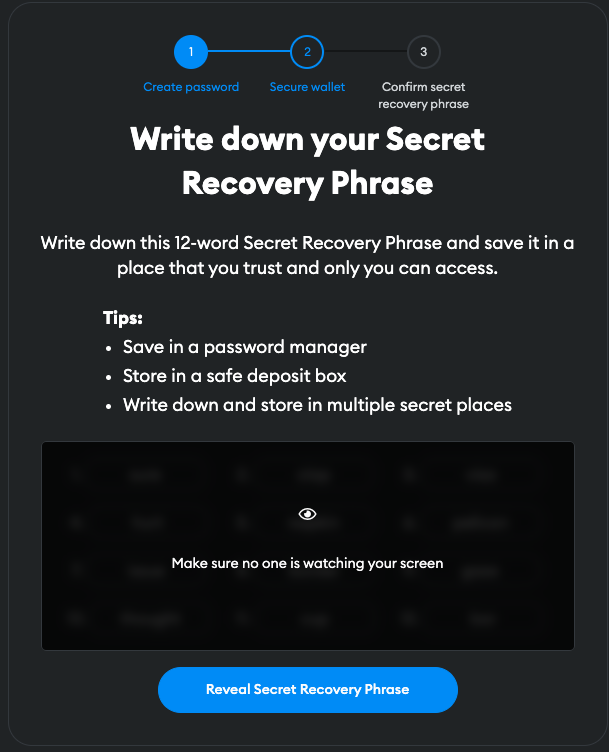 1
2
3
Create password
Secure wallet
Confirm secret
recovery phrase
Write down your Secret
Recovery Phrase
Write down this 12-word Secret Recovery Phrase and save it in a
place that you trust and only you can access.
Tips:
• Save in a password manager
• Store in a safe deposit box
• Write down and store in multiple secret places
Make sure no one is watching your screen
Reveal Secret Recovery Phrase